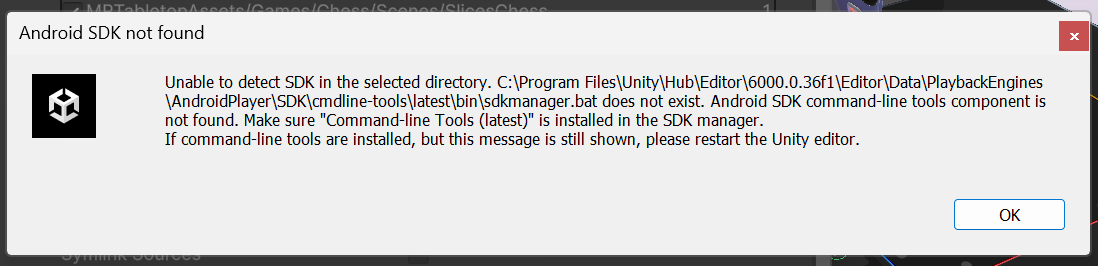 MPTabletopAssets/Games/Chess/Scenes/SlicesChess 1
Android SDK not found
Unable to detect SDK in the selected directory. C:\Program Files\Unity\Hub\Editor\6000.0.36f1\Editor\Data\PlaybackEngines
\AndroidPlayer\SDK\cmdline-tools\latest\bin\sdkmanager.bat does not exist. Android SDK command-line tools component is
not found. Make sure "Command-line Tools (latest)" is installed in the SDK manager.
If command-line tools are installed, but this message is still shown, please restart the Unity editor.
OK
Symlink Sources